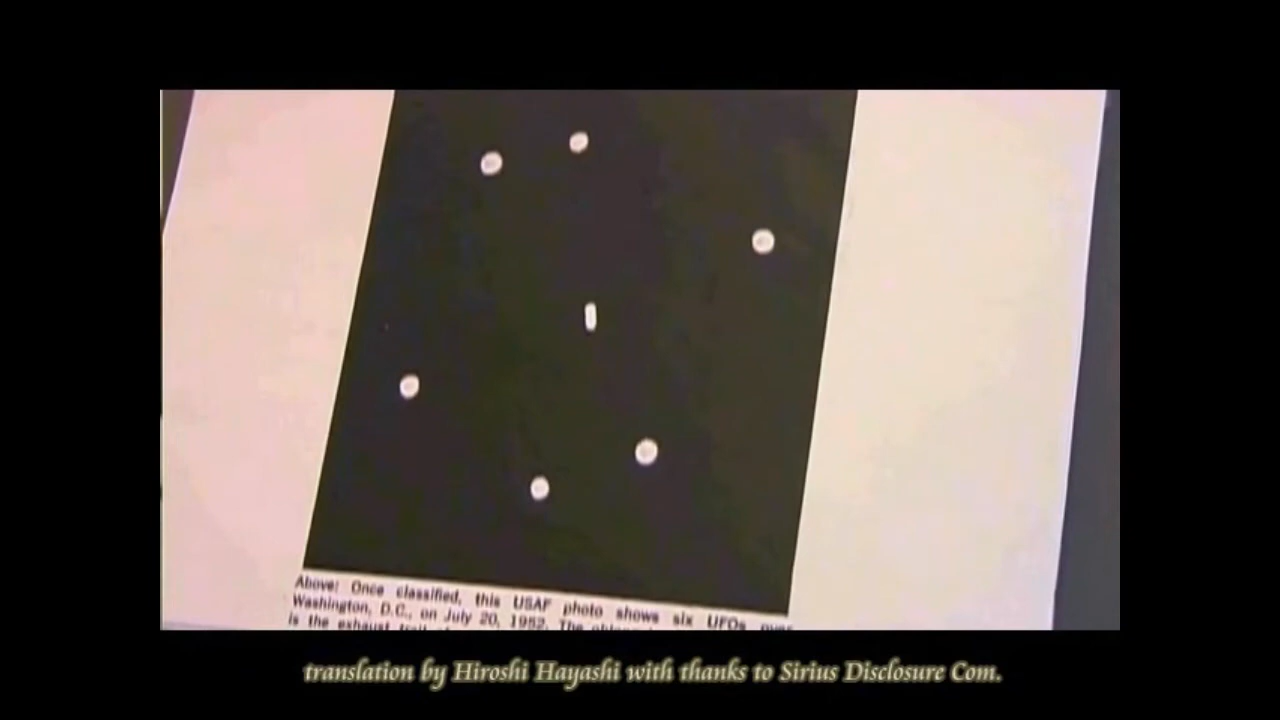 Above: Once classified, this USAF photo shows six UFOs over
Washington, D.C., on July 20, 1952. The
is the exhaust trail
translation by Hiroshi Hayashi with thanks to Sirius Disclosure Com.